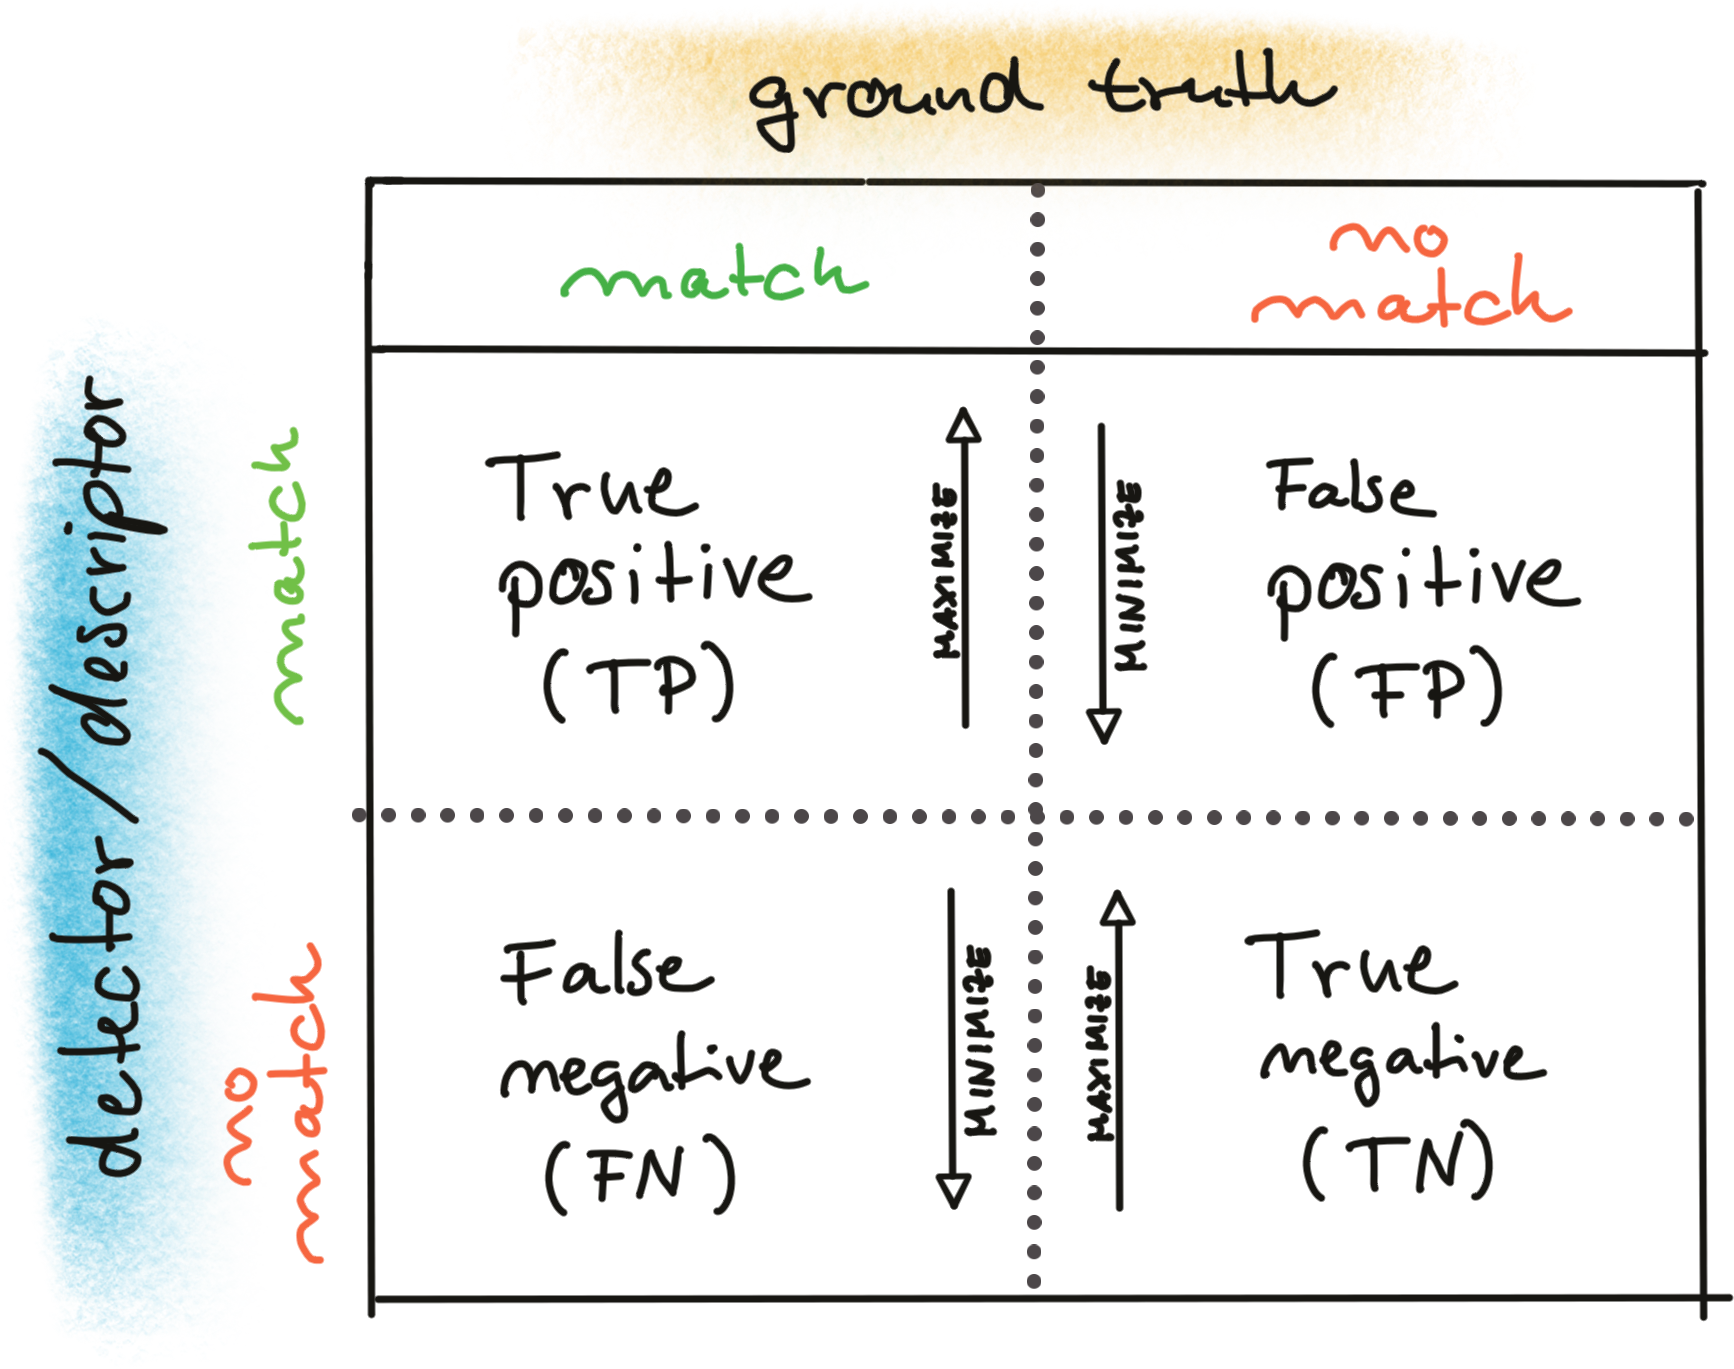 ground truth
match
no
match
detector/descriptor
match
True
positive
(TP)
MAXIMIZE
MINIMIZE
False
positive
(FP)
no
match
False
negative
(FN)
MINIMIZE
MAXIMIZE
True
negative
(TN)